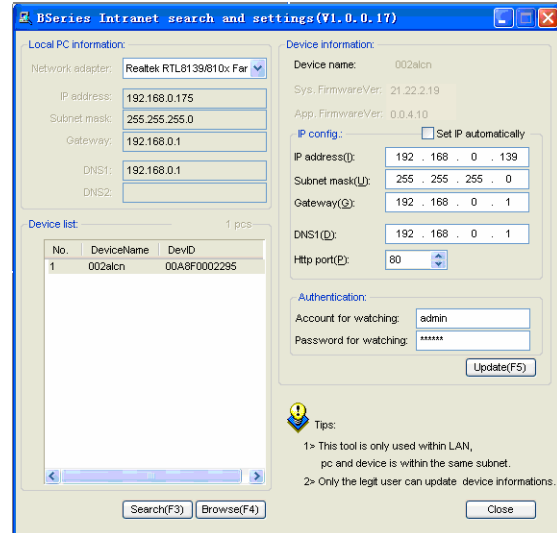 BSeries Intranet search and settings(V1.0.0.17)
Local PC information:
Network adapter: Realtek RTL8139/810x Far
IP address: 192.168.0.175
Subnet mask: 255.255.255.0
Gateway: 192.168.0.1
DNS1: 192.168.0.1
DNS2:
Device list: 1 pcs
No. DeviceName DevID
1 002alcn 00A8F0002295
Search(F3) Browse(F4)
Device information:
Device name: 002alcn
Sys. FirmwareVer: 21.22.2.19
App. FirmwareVer: 0.0.4.10
IP config.: Set IP automatically
IP address(I): 192 . 168 . 0 . 139
Subnet mask(U): 255 . 255 . 255 . 0
Gateway(G): 192 . 168 . 0 . 1
DNS1(D): 192 . 168 . 0 . 1
Http port(P): 80
Authentication:
Account for watching: admin
Password for watching: ******
Update(F5)
Tips:
1> This tool is only used within LAN,
pc and device is within the same subnet.
2> Only the legit user can update device informations.
Close